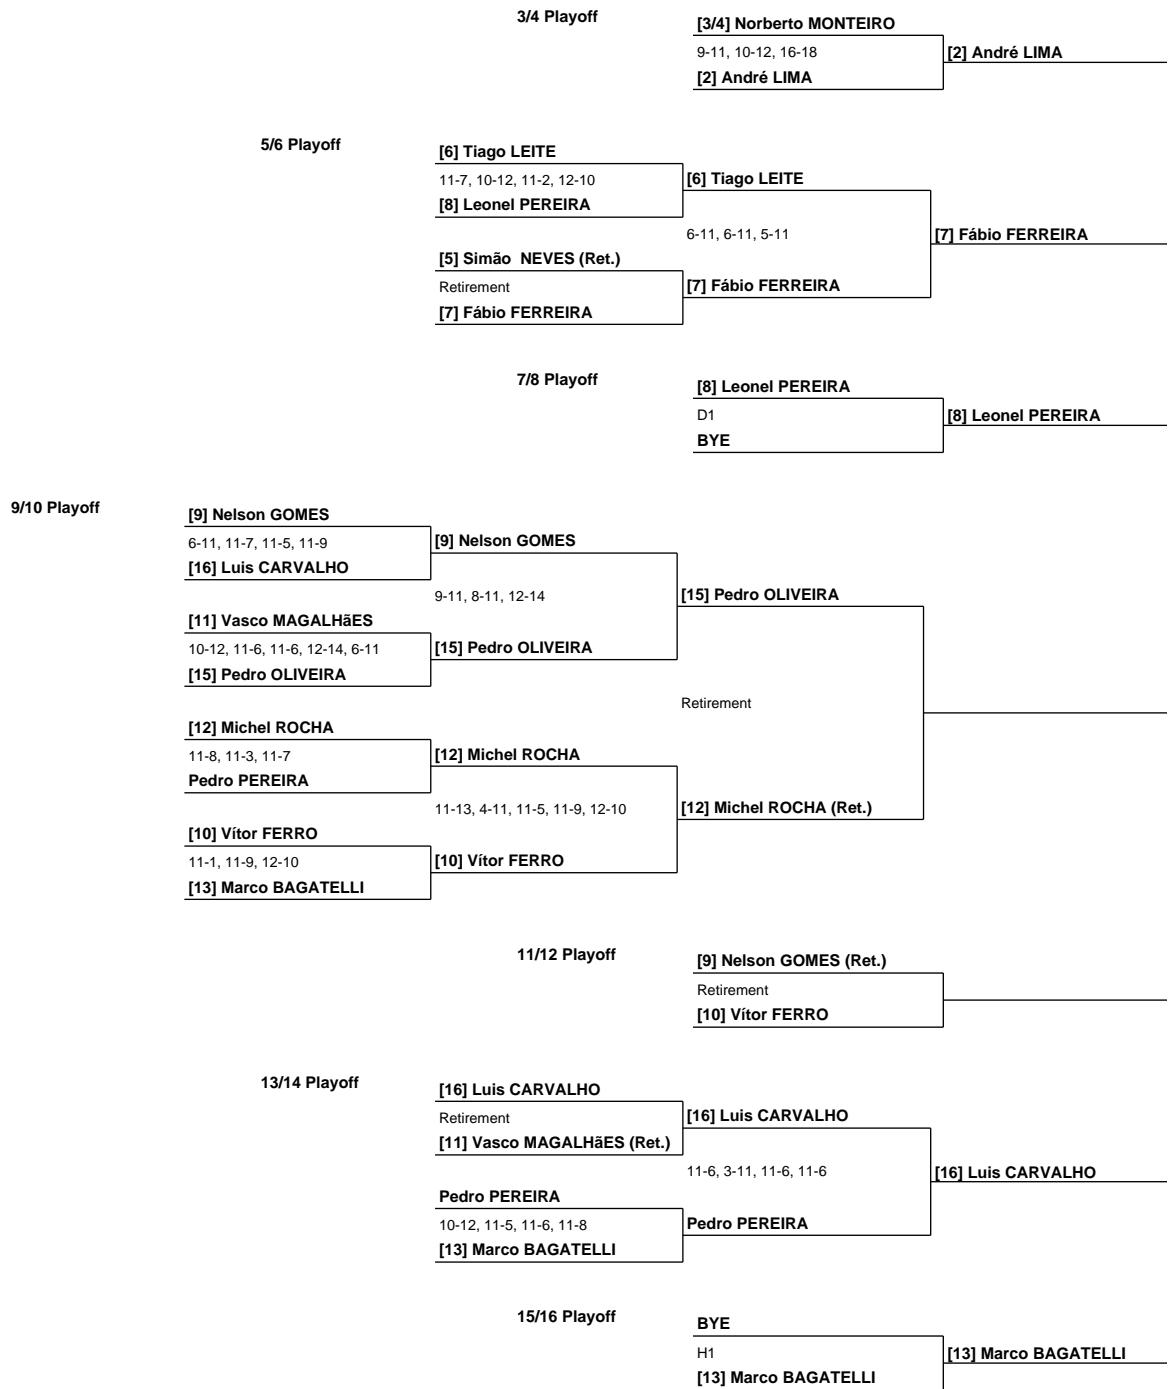 3/4 Playoff
[3/4] Norberto MONTEIRO
9-11, 10-12, 16-18
[2] André LIMA
[2] André LIMA
5/6 Playoff
[6] Tiago LEITE
11-7, 10-12, 11-2, 12-10
[6] Tiago LEITE
[8] Leonel PEREIRA
6-11, 6-11, 5-11
[7] Fábio FERREIRA
[5] Simão  NEVES (Ret.)
Retirement
[7] Fábio FERREIRA
[7] Fábio FERREIRA
7/8 Playoff
[8] Leonel PEREIRA
D1
[8] Leonel PEREIRA
BYE
9/10 Playoff
[9] Nelson GOMES
6-11, 11-7, 11-5, 11-9
[9] Nelson GOMES
[16] Luis CARVALHO
9-11, 8-11, 12-14
[15] Pedro OLIVEIRA
[11] Vasco MAGALHãES
10-12, 11-6, 11-6, 12-14, 6-11
[15] Pedro OLIVEIRA
[15] Pedro OLIVEIRA
Retirement
[12] Michel ROCHA
11-8, 11-3, 11-7
[12] Michel ROCHA
Pedro PEREIRA
11-13, 4-11, 11-5, 11-9, 12-10
[12] Michel ROCHA (Ret.)
[10] Vítor FERRO
11-1, 11-9, 12-10
[10] Vítor FERRO
[13] Marco BAGATELLI
11/12 Playoff
[9] Nelson GOMES (Ret.)
Retirement
[10] Vítor FERRO
13/14 Playoff
[16] Luis CARVALHO
Retirement
[16] Luis CARVALHO
[11] Vasco MAGALHãES (Ret.)
11-6, 3-11, 11-6, 11-6
[16] Luis CARVALHO
Pedro PEREIRA
10-12, 11-5, 11-6, 11-8
Pedro PEREIRA
[13] Marco BAGATELLI
15/16 Playoff
BYE
H1
[13] Marco BAGATELLI
[13] Marco BAGATELLI